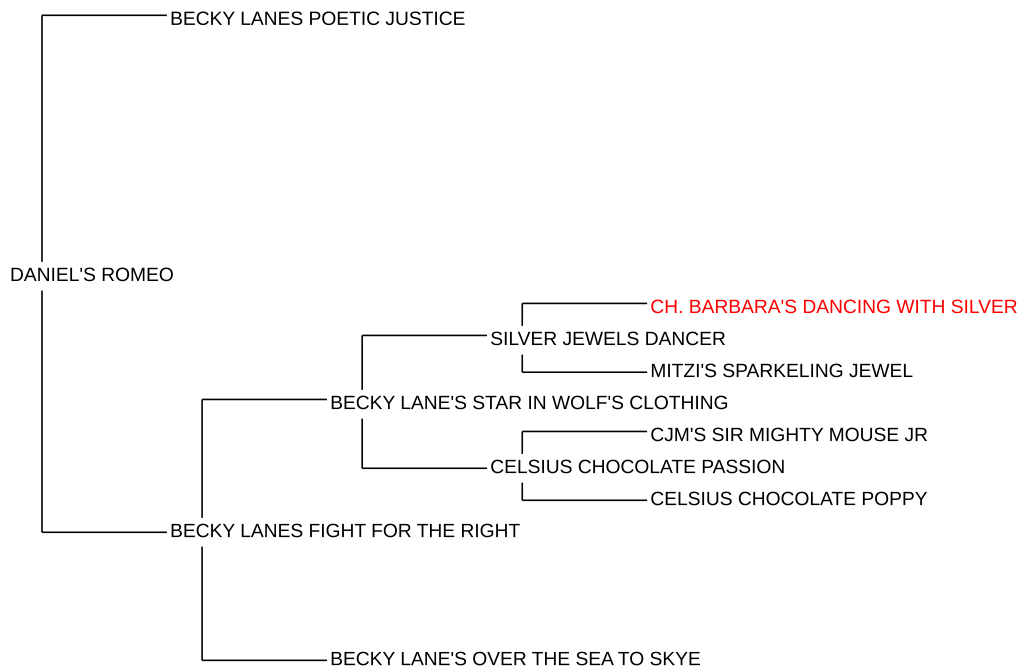 BECKY LANES POETIC JUSTICE
DANIEL'S ROMEO
CH. BARBARA'S DANCING WITH SILVER
SILVER JEWELS DANCER
MITZI'S SPARKELING JEWEL
BECKY LANE'S STAR IN WOLF'S CLOTHING
CJM'S SIR MIGHTY MOUSE JR
CELSIUS CHOCOLATE PASSION
CELSIUS CHOCOLATE POPPY
BECKY LANES FIGHT FOR THE RIGHT
BECKY LANE'S OVER THE SEA TO SKYE